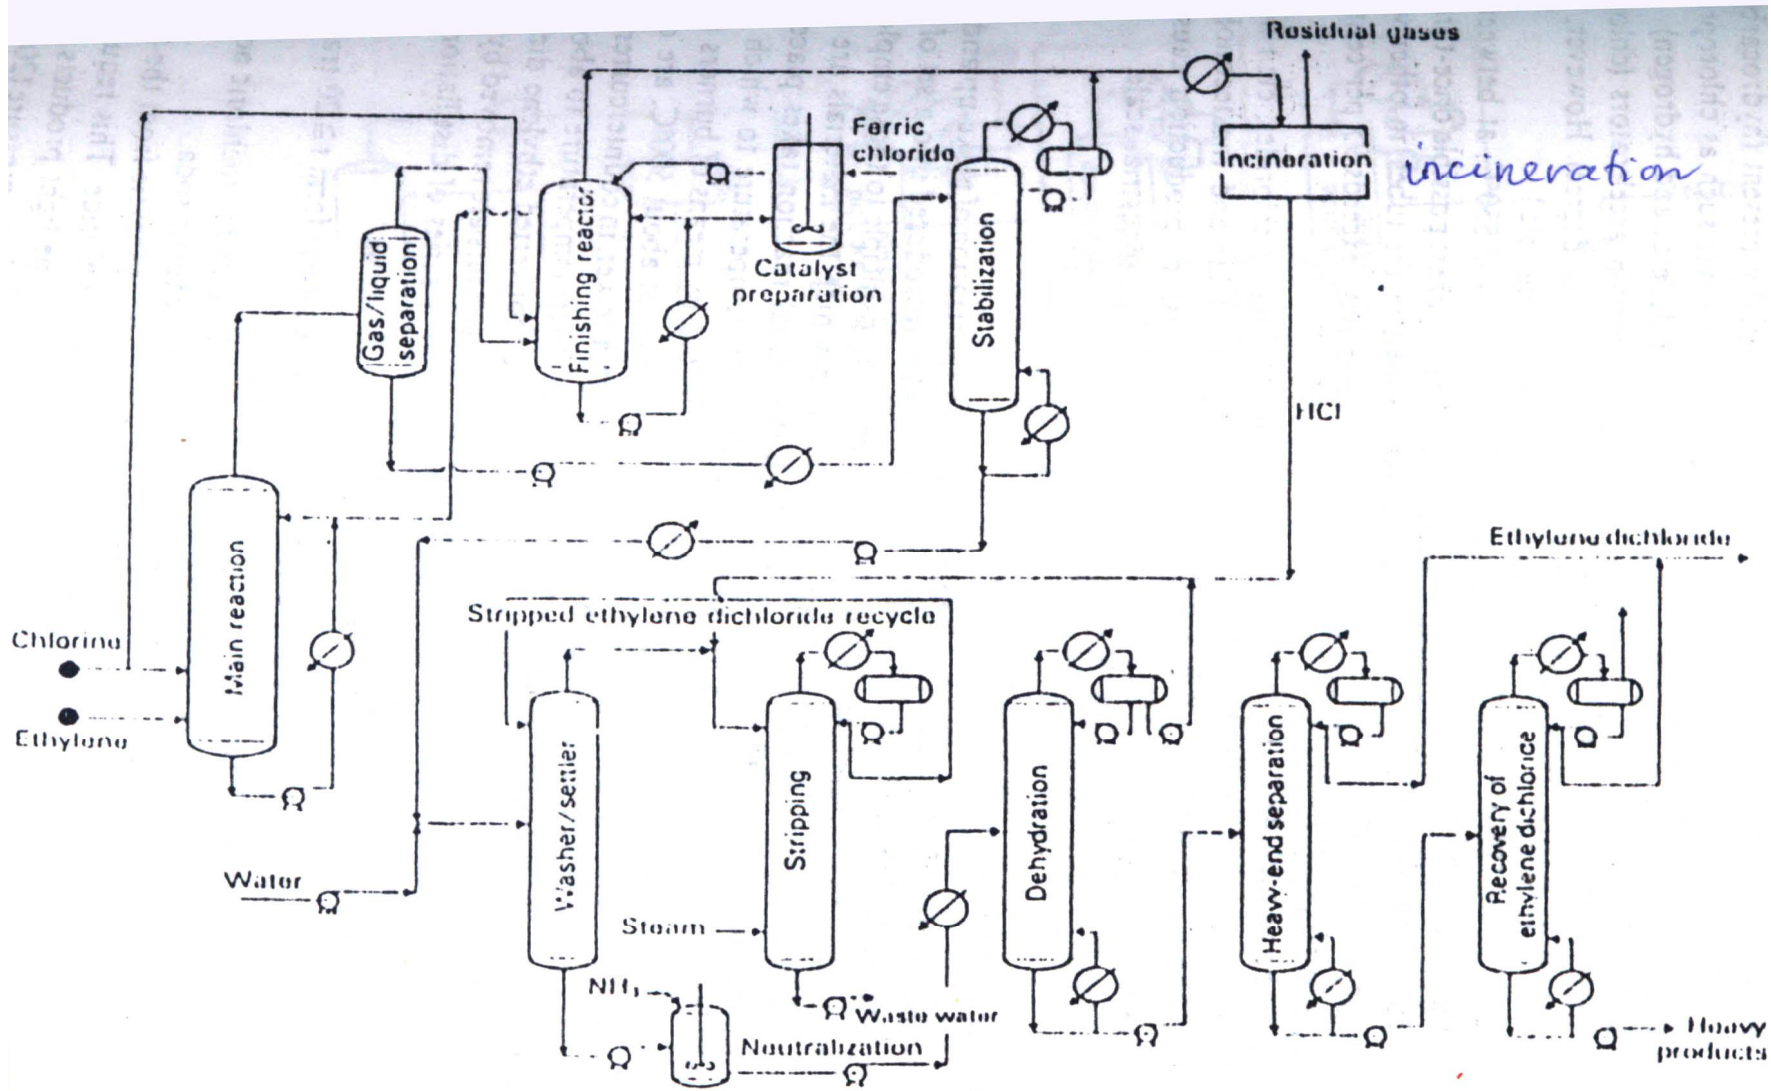 Residual gases
Ferric
chloride
Incineration
incineration
Gas/liquid
separation
Finishing reactor
Catalyst
preparation
Stabilization
HCl
Main reaction
Ethylene dichloride
Chlorine
Ethylene
Stripped ethylene dichloride recycle
Water
Washer/settler
Stripping
Dehydration
Heavy-end separation
Recovery of
ethylene dichloride
Steam
NH3
Waste water
Neutralization
Heavy
products